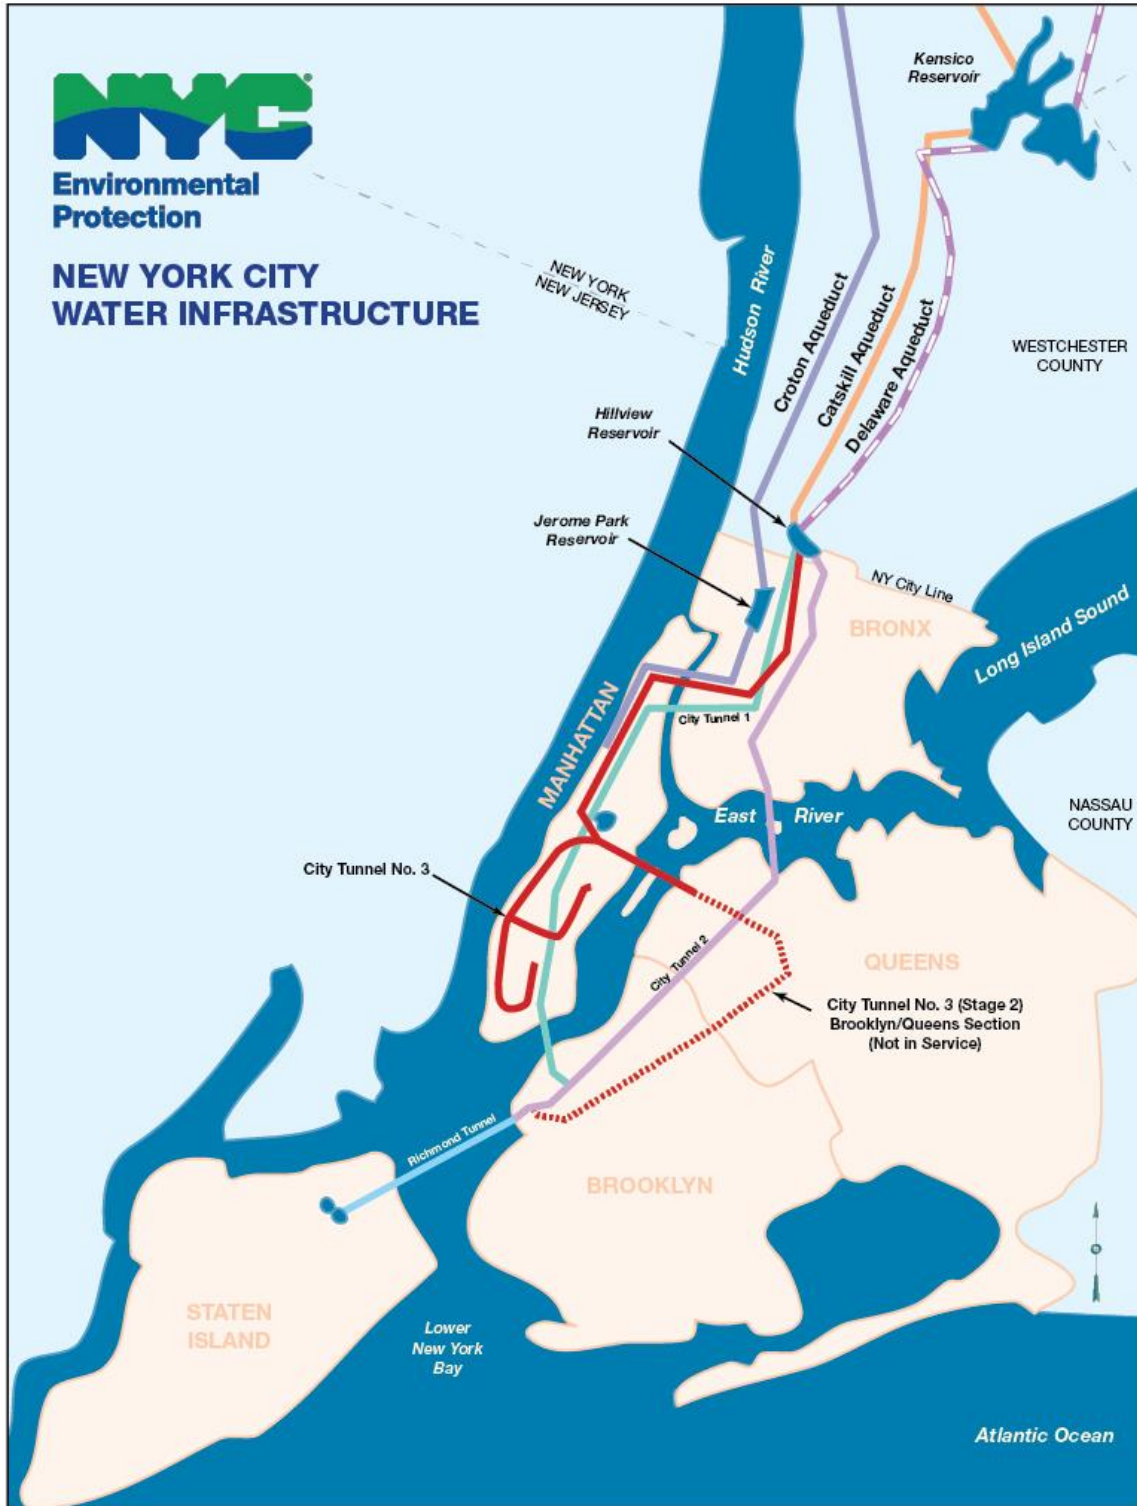 NYC
Environmental
Protection
NEW YORK CITY
WATER INFRASTRUCTURE
Kensico
Reservoir
NEW YORK
NEW JERSEY
Hudson River
Croton Aqueduct
Catskill Aqueduct
Delaware Aqueduct
WESTCHESTER
COUNTY
Hillview
Reservoir
Jerome Park
Reservoir
NY City Line
BRONX
Long Island Sound
MANHATTAN
City Tunnel 1
East River
NASSAU
COUNTY
City Tunnel No. 3
City Tunnel 2
QUEENS
City Tunnel No. 3 (Stage 2)
Brooklyn/Queens Section
(Not in Service)
Richmond Tunnel
BROOKLYN
STATEN
ISLAND
Lower
New York
Bay
Atlantic Ocean